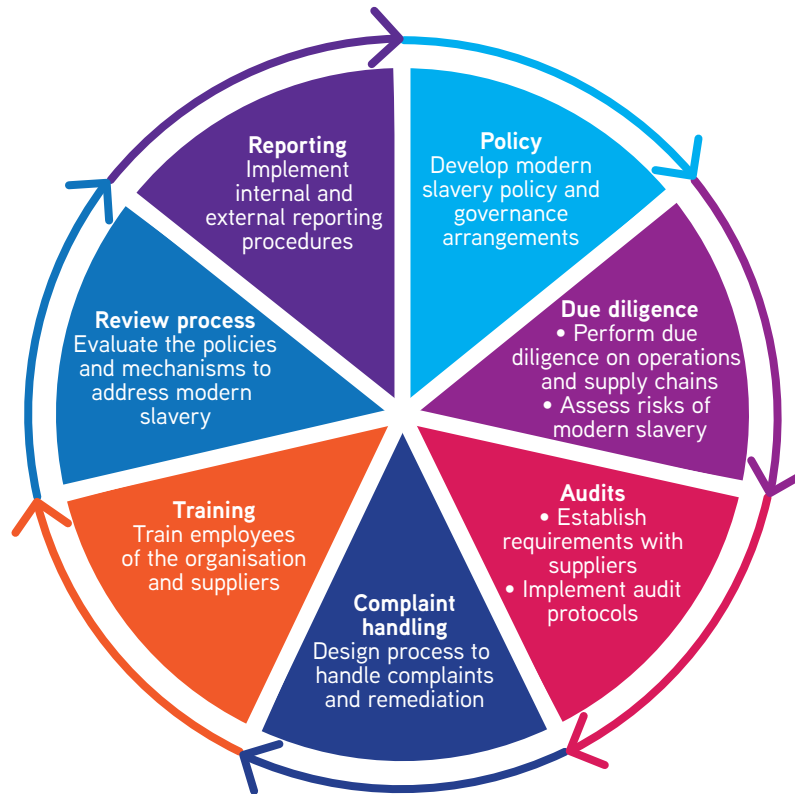 Policy
Develop modern
slavery policy and
governance
arrangements
Due diligence
• Perform due
diligence on operations
and supply chains
• Assess risks of
modern slavery
Audits
• Establish
requirements with
suppliers
• Implement audit
protocols
Complaint
handling
Design process to
handle complaints
and remediation
Training
Train employees
of the organisation
and suppliers
Review process
Evaluate the policies
and mechanisms to
address modern
slavery
Reporting
Implement
internal and
external reporting
procedures